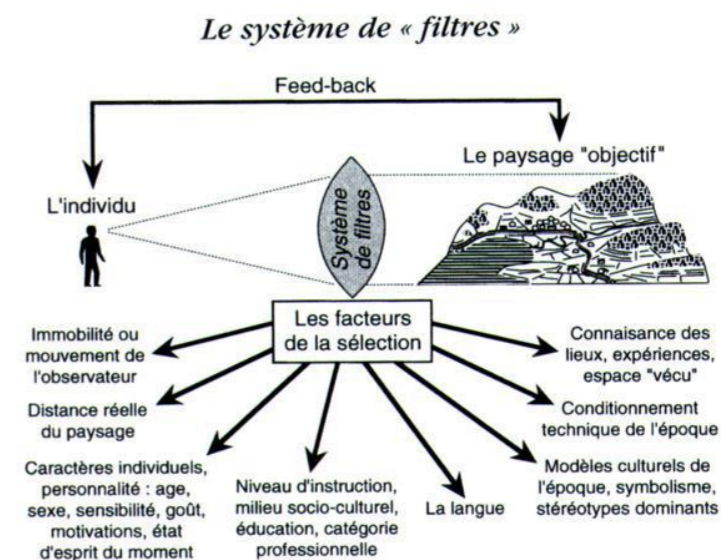 Le système de « filtres »
Feed-back
Le paysage "objectif"
L'individu
Système
de filtres
Les facteurs
de la sélection
Immobilité ou
mouvement de
l'observateur
Connaisance des
lieux, expériences,
espace "vécu"
Distance réelle
du paysage
Conditionnement
technique de l'époque
Caractères individuels,
personnalité : age,
sexe, sensibilité, goût,
motivations, état
d'esprit du moment
Niveau d'instruction,
milieu socio-culturel,
éducation, catégorie
professionnelle
La langue
Modèles culturels de
l'époque, symbolisme,
stéréotypes dominants